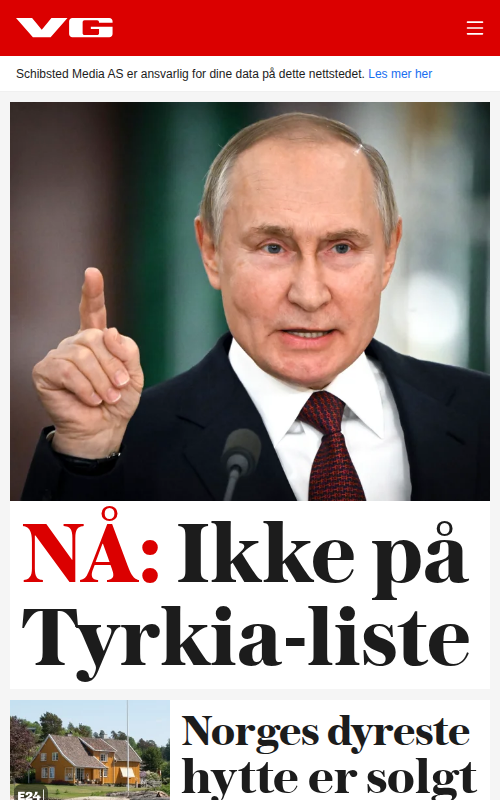 VG
Schibsted Media AS er ansvarlig for dine data på dette nettstedet. Les mer her
NÅ: Ikke på
Tyrkia-liste
Norges dyreste
hytte er solgt
E24